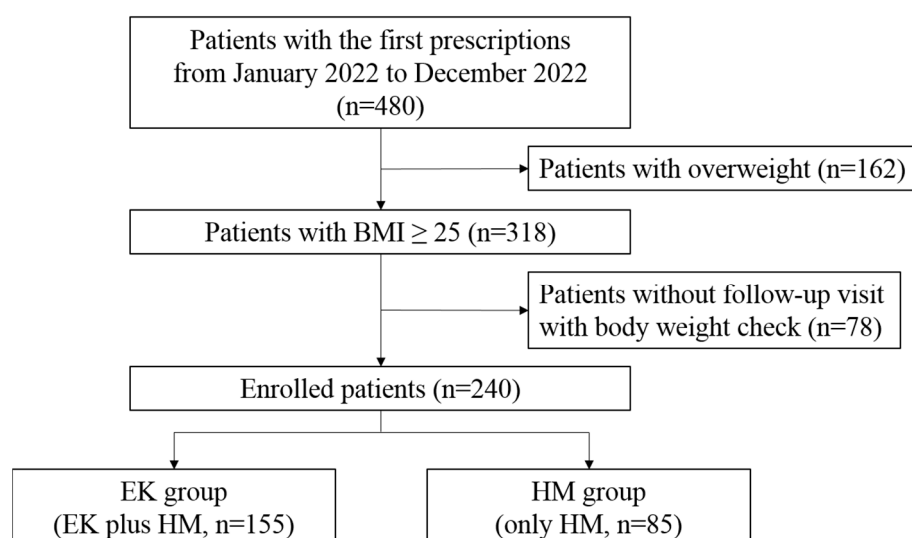 Patients with the first prescriptions
from January 2022 to December 2022
(n=480)
Patients with overweight (n=162)
Patients with BMI ≥ 25 (n=318)
Patients without follow-up visit
with body weight check (n=78)
Enrolled patients (n=240)
EK group
(EK plus HM, n=155)
HM group
(only HM, n=85)